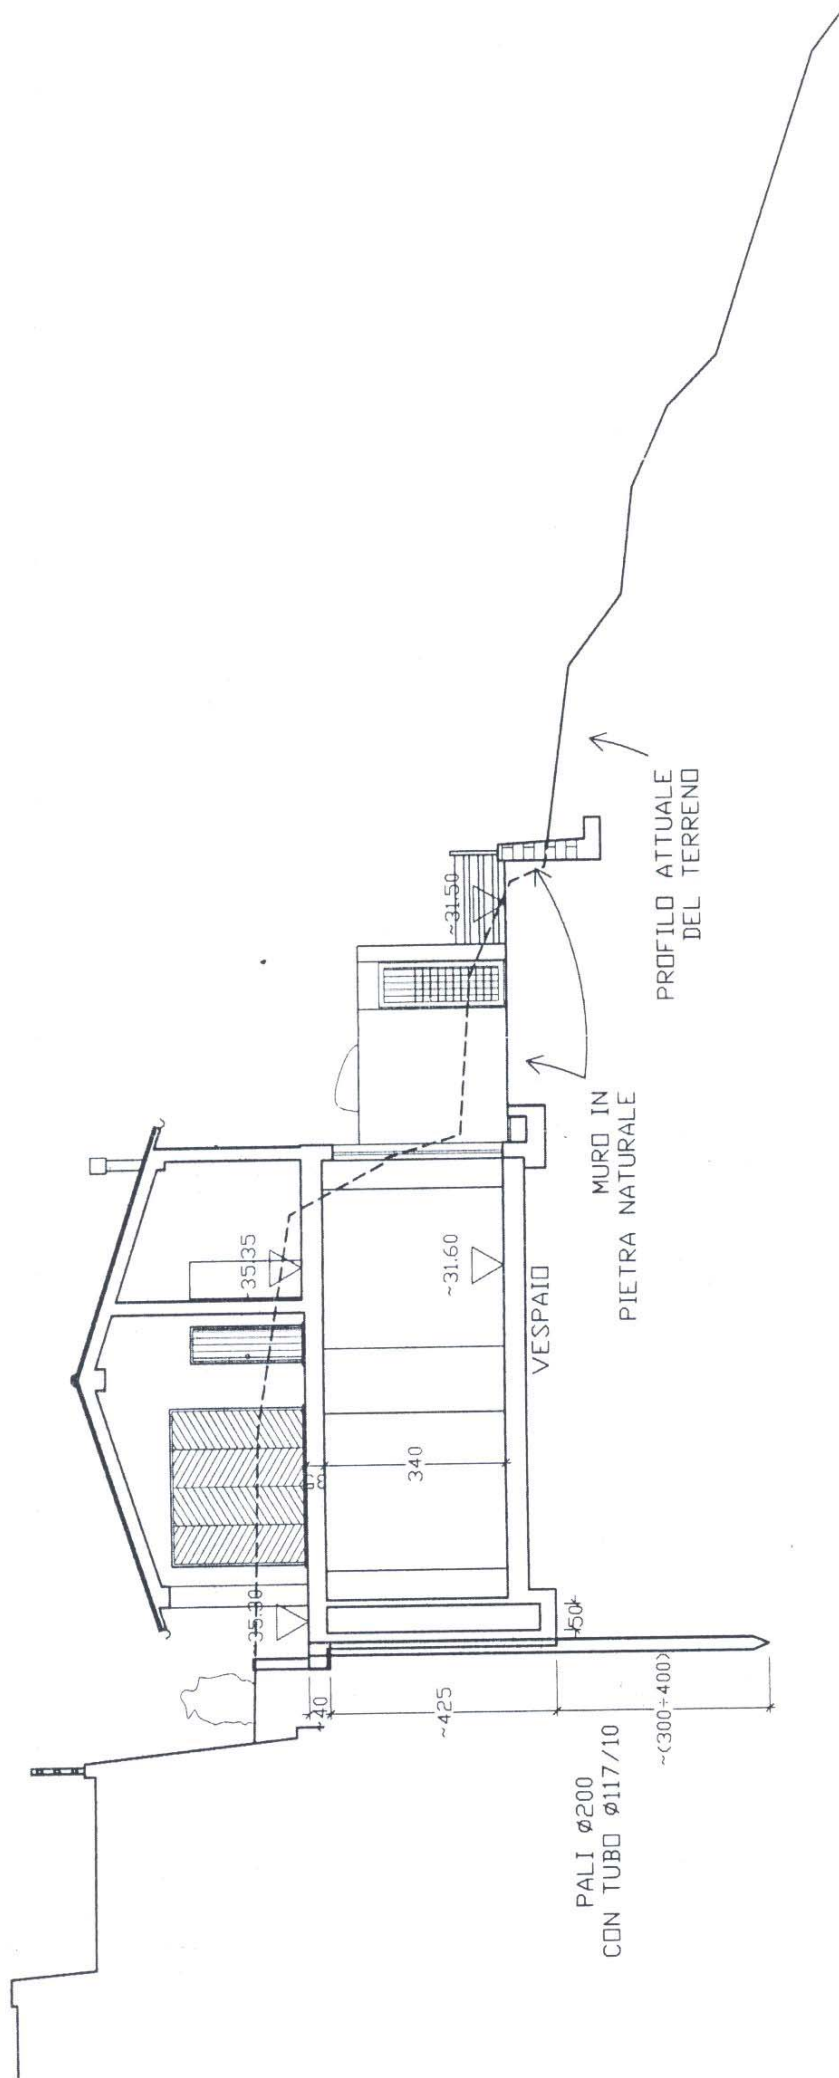 ~35.30
~35.35
35
340
~31.60
~31.50
40
~425
50
~(300÷400)
VESPAIO
PALI ø200
CON TUBO ø117/10
MURO IN
PIETRA NATURALE
PROFILO ATTUALE
DEL TERRENO